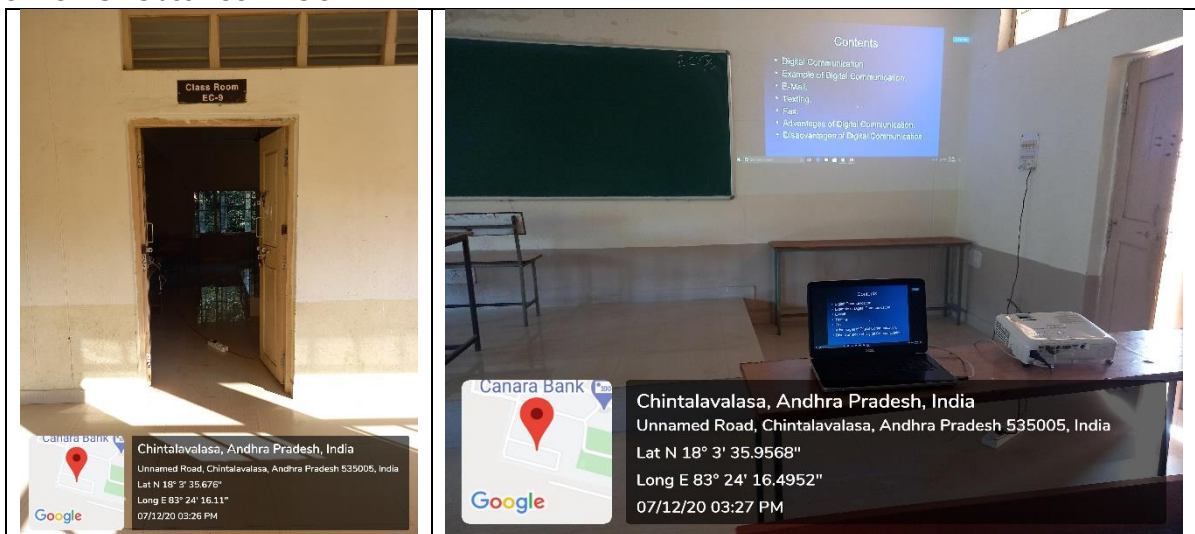 Class Room
EC-9
Canara Bank
Google
Chintalavalasa, Andhra Pradesh, India
Unnamed Road, Chintalavalasa, Andhra Pradesh 535005, India
Lat N 18° 3' 35.676"
Long E 83° 24' 16.11"
07/12/20 03:26 PM
Contents
• Digital Communication
• Example of Digital Communication.
• E-Mail.
• Texting.
• Fax.
• Advantages of Digital Communication.
• Disadvantages of Digital Communication
Canara Bank
Google
Chintalavalasa, Andhra Pradesh, India
Unnamed Road, Chintalavalasa, Andhra Pradesh 535005, India
Lat N 18° 3' 35.9568"
Long E 83° 24' 16.4952"
07/12/20 03:27 PM